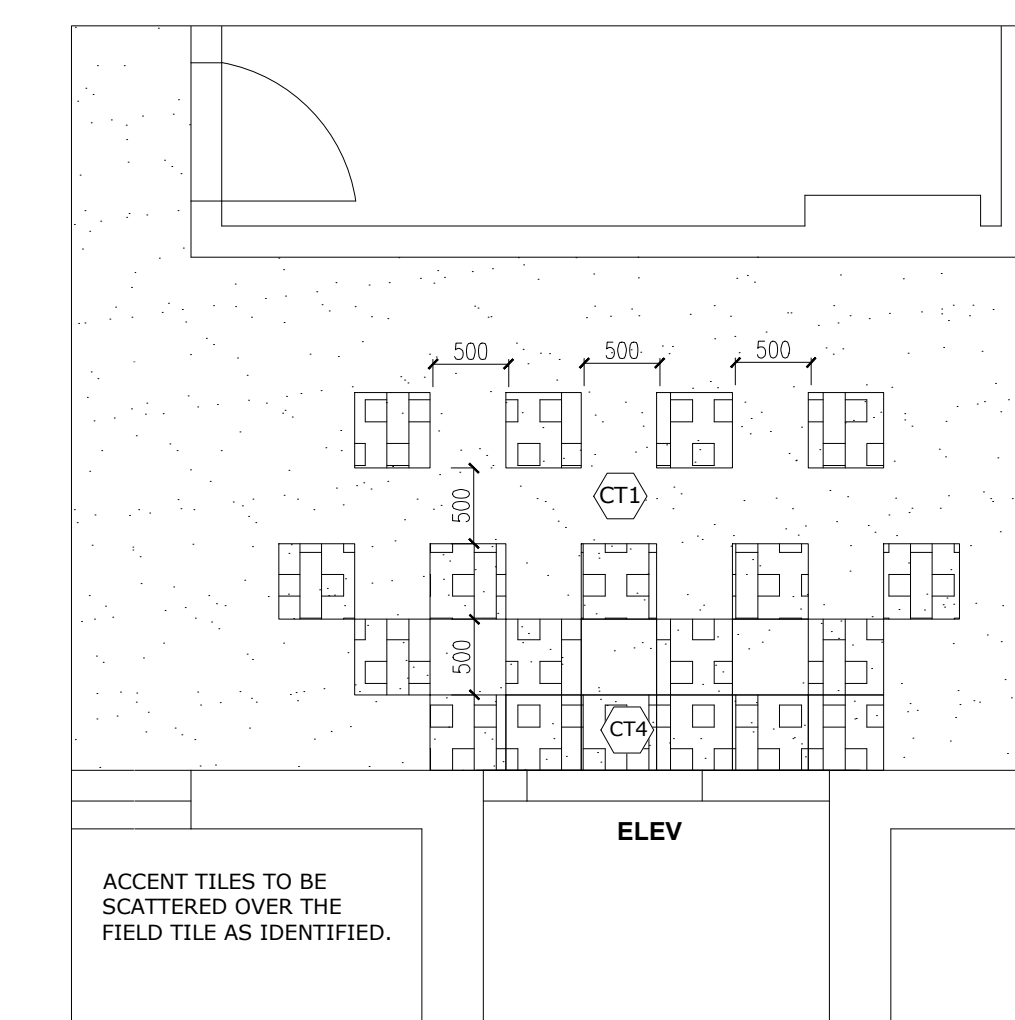 500
500
500
CT1
500
500
CT4
ELEV
ACCENT TILES TO BE
SCATTERED OVER THE
FIELD TILE AS IDENTIFIED.